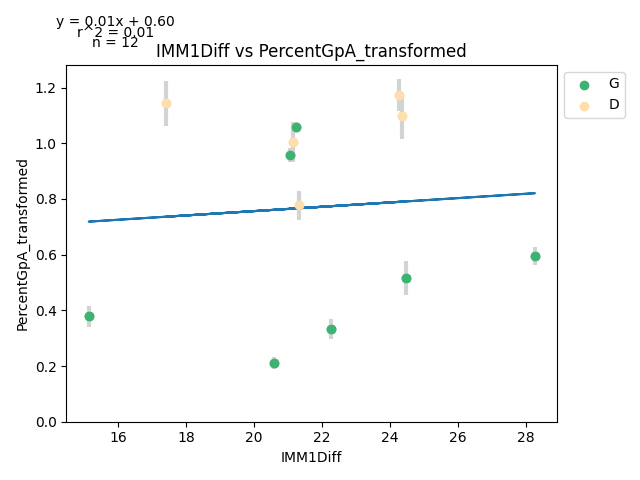 y = 0.01x + 0.60
r^2 = 0.01
n = 12
IMM1Diff vs PercentGpA_transformed
G
D
PercentGpA_transformed
1.2
1.0
0.8
0.6
0.4
0.2
0.0
16 18 20 22 24 26 28
IMM1Diff